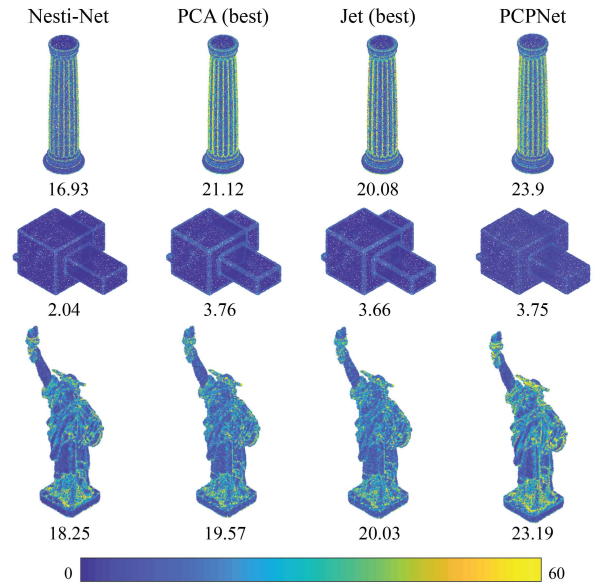 Nesti-Net PCA (best) Jet (best) PCPNet
16.93 21.12 20.08 23.9
2.04 3.76 3.66 3.75
18.25 19.57 20.03 23.19
0 60